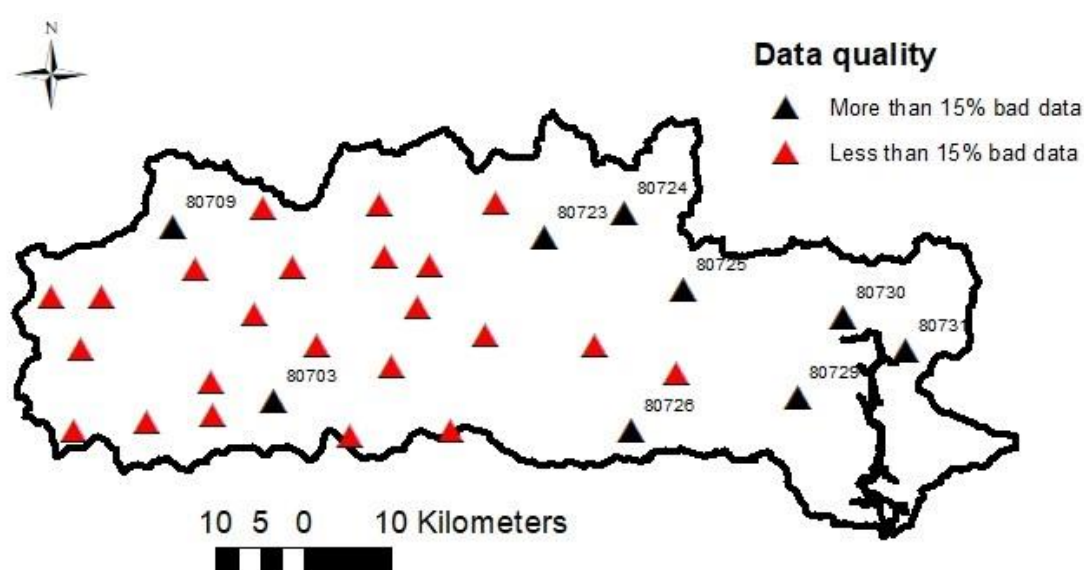 N
Data quality
More than 15% bad data
Less than 15% bad data
80709
80724
80723
80725
80730
80731
80703
80729
80726
10 5 0 10 Kilometers